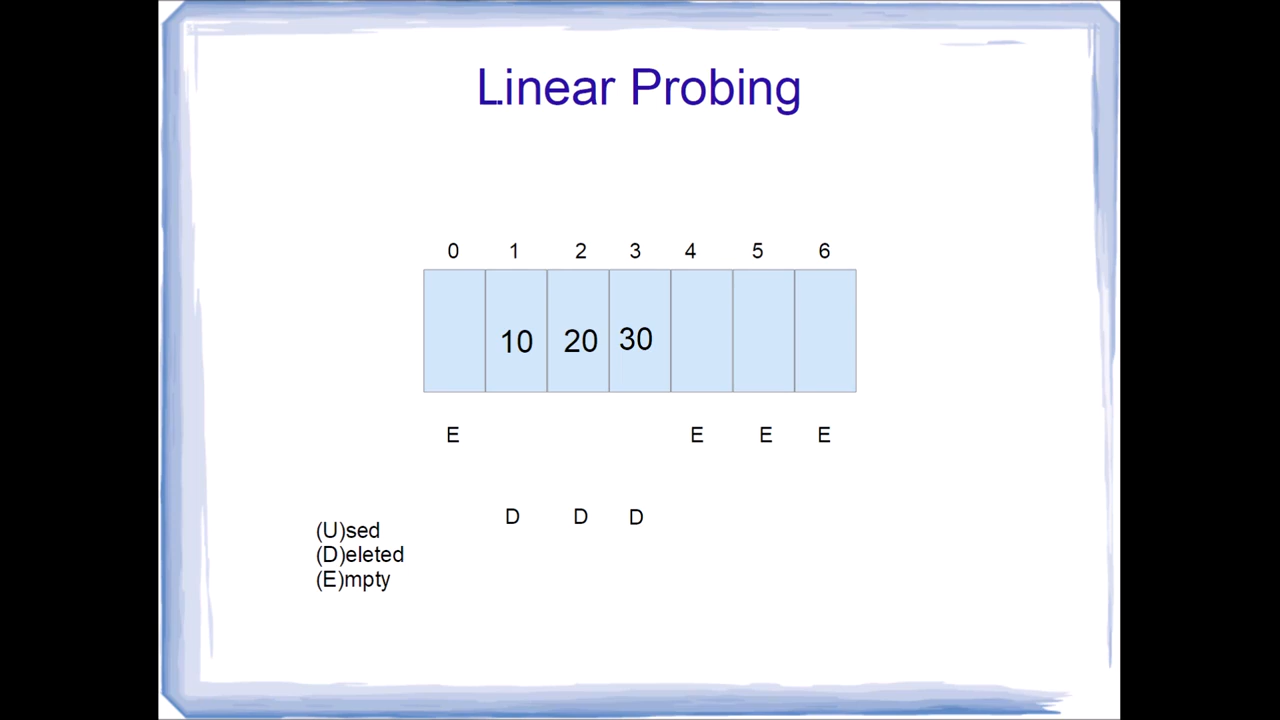 Linear Probing
0 1 2 3 4 5 6
10 20 30
E E E E
D D D
(U)sed
(D)eleted
(E)mpty